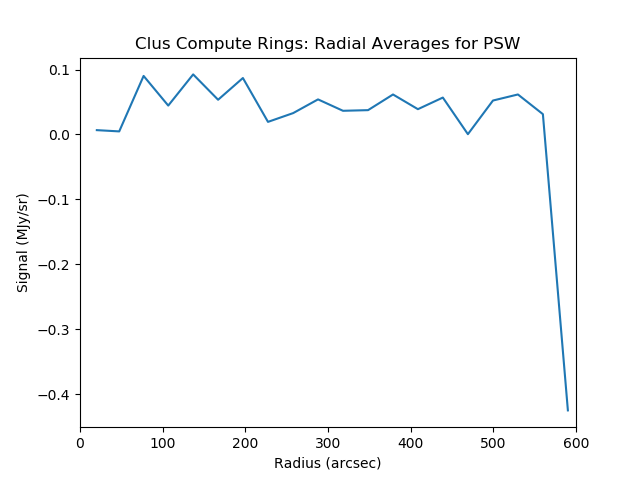 Clus Compute Rings: Radial Averages for PSW
0.1
0.0
−0.1
−0.2
−0.3
−0.4
Signal (MJy/sr)
0 100 200 300 400 500 600
Radius (arcsec)